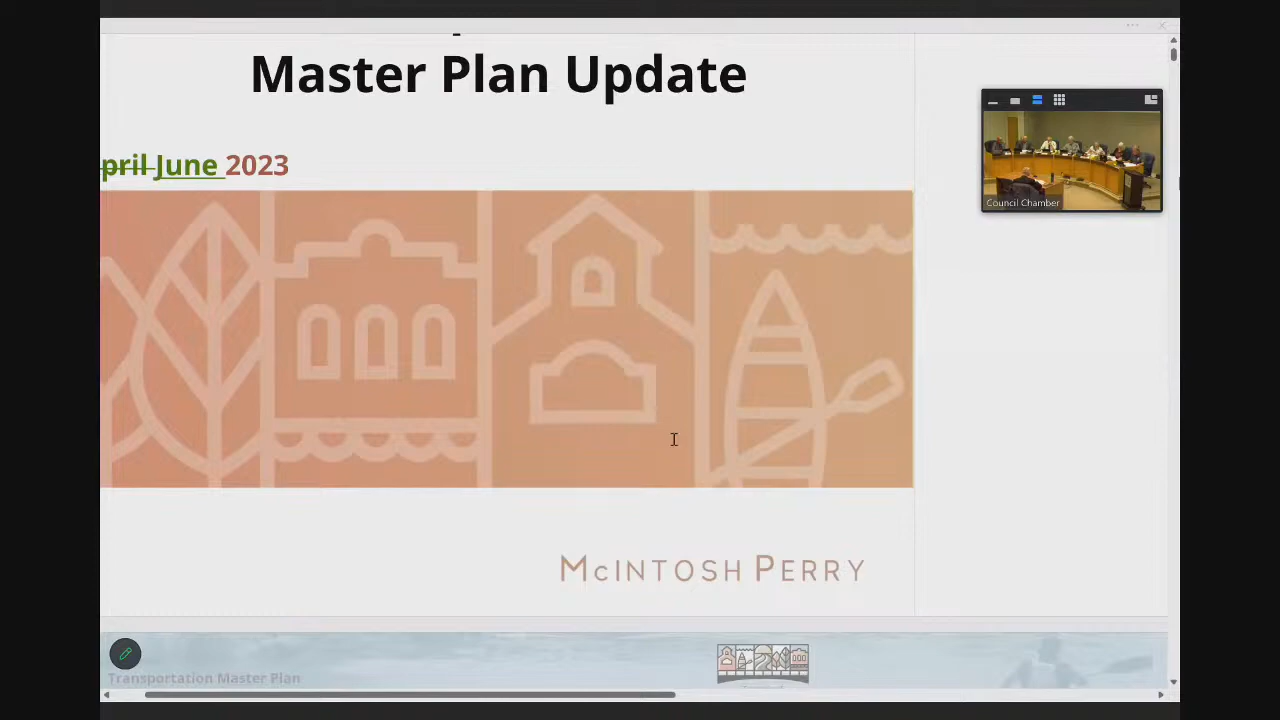 Master Plan Update
pril June 2023
Council Chamber
McINTOSH PERRY
Transportation Master Plan